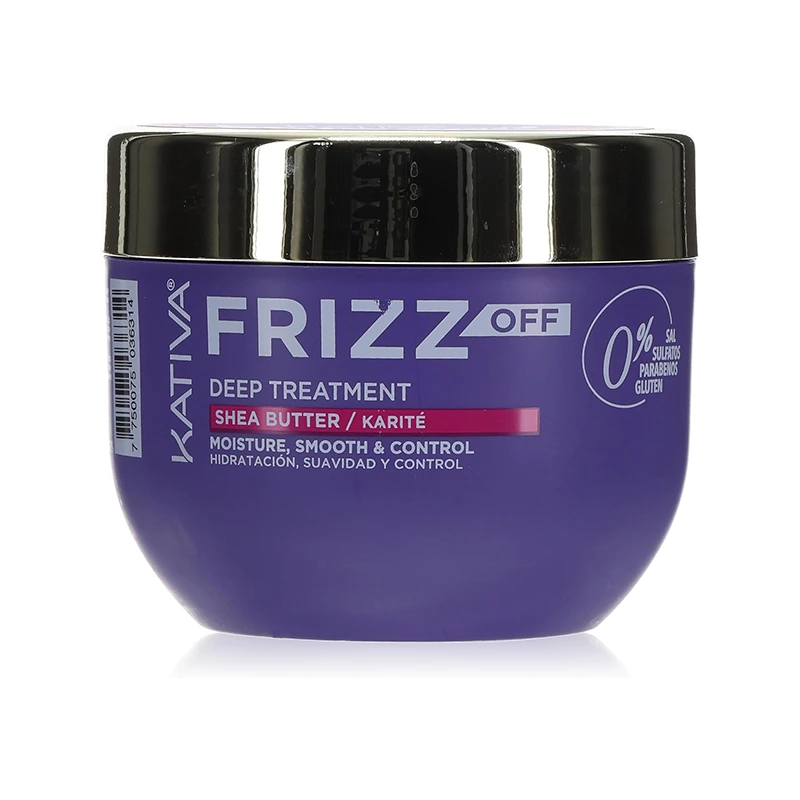 KATIVA®
FRIZZ OFF
DEEP TREATMENT
SHEA BUTTER / KARITÉ
MOISTURE, SMOOTH & CONTROL
HIDRATACIÓN, SUAVIDAD Y CONTROL
0% SAL
SULFATOS
PARABENOS
GLUTEN
7 750075 036314